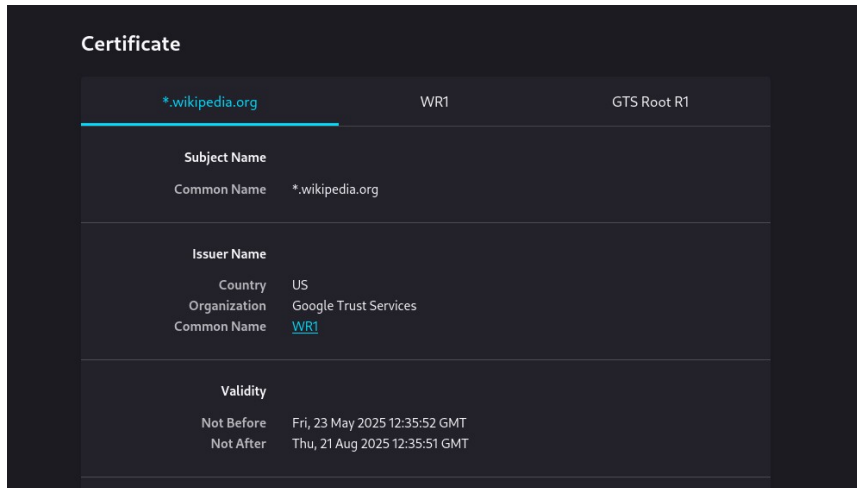 Certificate
*.wikipedia.org WR1 GTS Root R1
Subject Name
Common Name *.wikipedia.org
Issuer Name
Country US
Organization Google Trust Services
Common Name WR1
Validity
Not Before Fri, 23 May 2025 12:35:52 GMT
Not After Thu, 21 Aug 2025 12:35:51 GMT